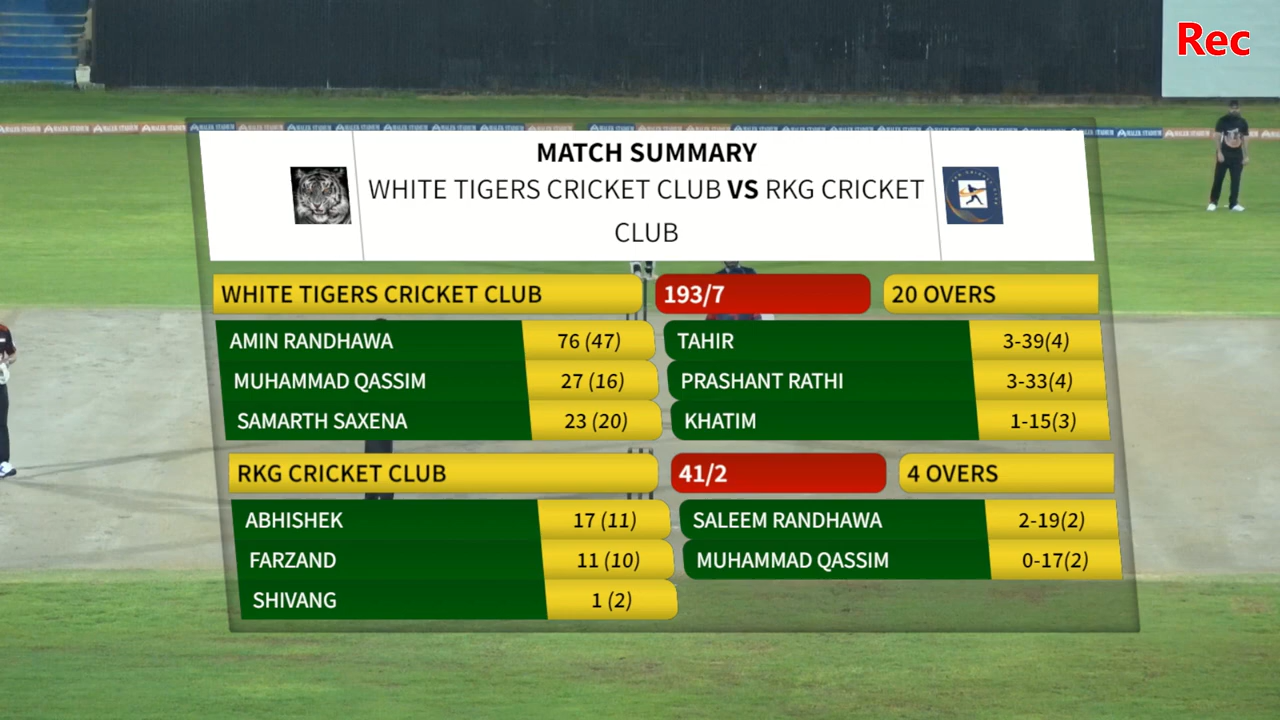 Rec
MATCH SUMMARY
WHITE TIGERS CRICKET CLUB VS RKG CRICKET
CLUB
WHITE TIGERS CRICKET CLUB 193/7 20 OVERS
AMIN RANDHAWA 76 (47) TAHIR 3-39(4)
MUHAMMAD QASSIM 27 (16) PRASHANT RATHI 3-33(4)
SAMARTH SAXENA 23 (20) KHATIM 1-15(3)
RKG CRICKET CLUB 41/2 4 OVERS
ABHISHEK 17 (11) SALEEM RANDHAWA 2-19(2)
FARZAND 11 (10) MUHAMMAD QASSIM 0-17(2)
SHIVANG 1 (2)